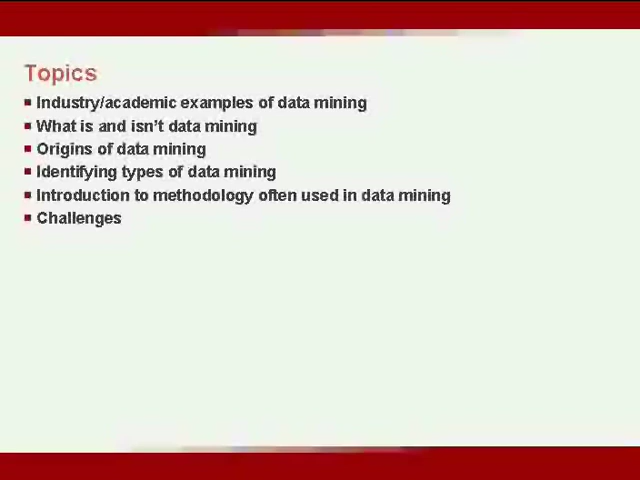 Topics
Industry/academic examples of data mining
What is and isn't data mining
Origins of data mining
Identifying types of data mining
Introduction to methodology often used in data mining
Challenges